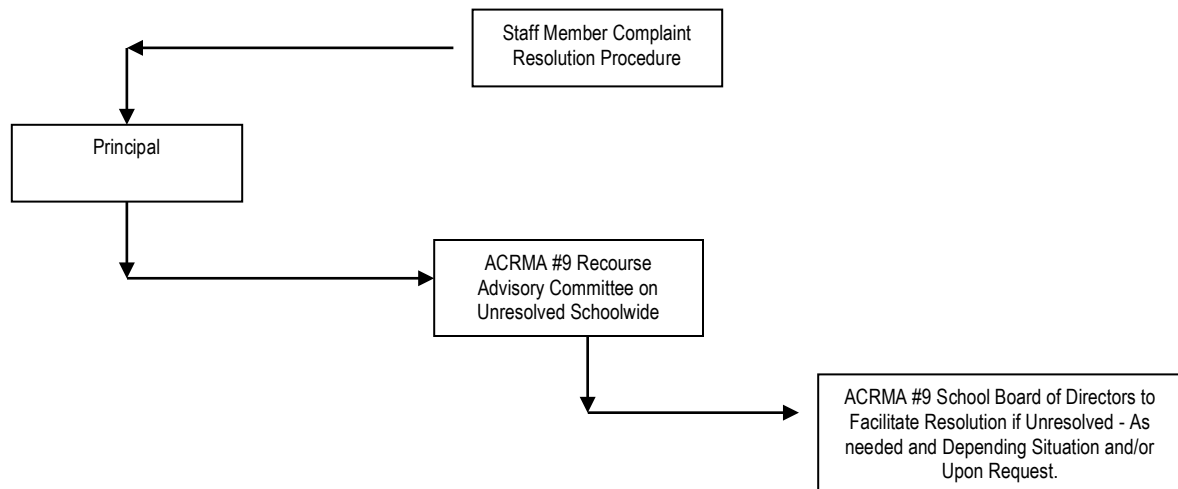 Staff Member Complaint
Resolution Procedure
Principal
ACRMA #9 Recourse
Advisory Committee on
Unresolved Schoolwide
ACRMA #9 School Board of Directors to
Facilitate Resolution if Unresolved - As
needed and Depending Situation and/or
Upon Request.